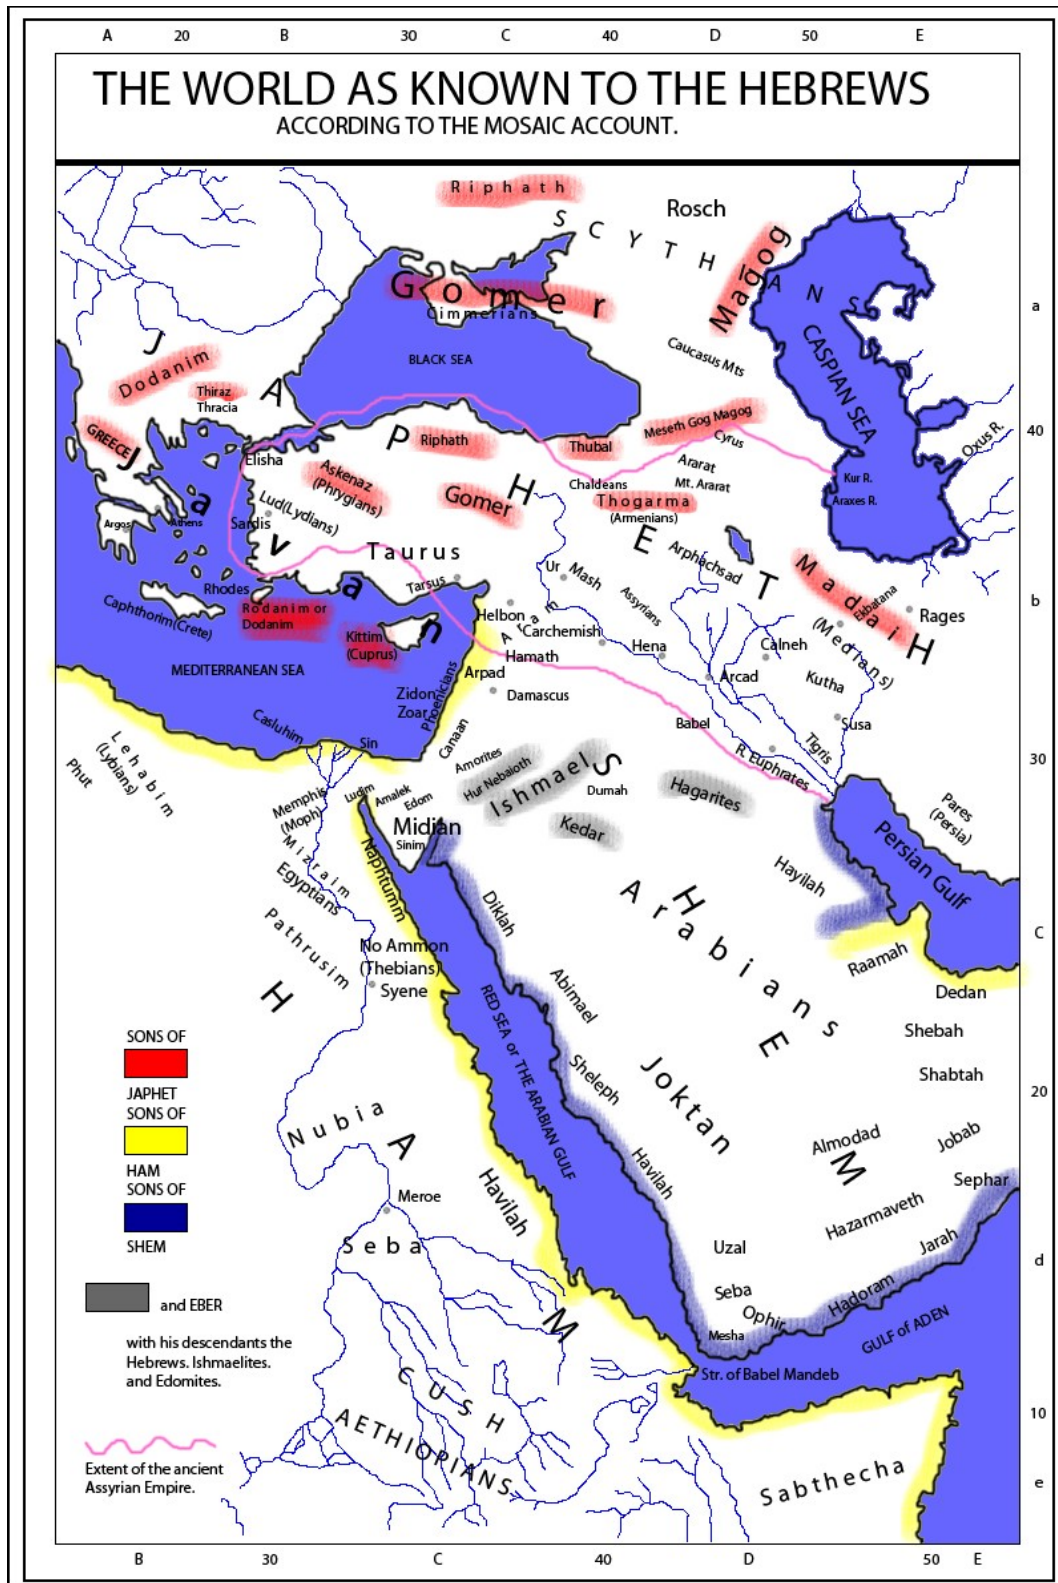 A 20 B 30 C 40 D 50 E
THE WORLD AS KNOWN TO THE HEBREWS
ACCORDING TO THE MOSAIC ACCOUNT.
Riphath
Rosch
SCYTHIANS
Magog
Gomer
Cimmerians
a
BLACK SEA
Caucasus Mts
CASPIAN SEA
JAPHETH
Dodanim
Thiraz
Thracia
GREECE
Javan
Elisha
Riphath
Thubal
Meseth Gog Magog
Cyrus
40
Oxus R.
Askenaz
(Phrygians)
Gomer
Chaldeans
Ararat
Mt. Ararat
Kur R.
Araxes R.
Thogarma
(Armenians)
Lud(Lydians)
Sardis
Argos
Athens
Taurus
Arphachsad
Madai
Ekbatana
(Medians)
Rages
b
Rhodes
Tarsus
Ur
Mash
Assyrians
Caphthorim(Crete)
Rodanim or
Dodanim
Kittim
(Cuprus)
Helbon
Aram
Carchemish
Hena
Calneh
Hamath
MEDITERRANEAN SEA
Arpad
Arcad
Kutha
Zidon
Zoar
Phoenicians
Damascus
Babel
Susa
Casluhim
Sin
Canaan
Tigris
R. Euphrates
30
Lehabim
(Lybians)
Phut
Amorites
Hur Nebaioth
Ishmael
SHEM
Dumah
Hagarites
Memphis
(Moph)
Ludim
Amalek
Edom
Midian
Sinim
Kedar
Pares
(Persia)
Persian Gulf
Mizraim
Egyptians
Naphtumm
Hayilah
Diklah
Arabians
Pathrusim
No Ammon
(Thebians)
Syene
C
Raamah
Dedan
HAM
RED SEA or THE ARABIAN GULF
Abimael
Shebah
Sheleph
Joktan
Shabtah
20
SONS OF
JAPHET
SONS OF
HAM
SONS OF
SHEM
Nubia
Almodad
Jobab
Havilah
Havilah
Sephar
Meroe
Hazarmaveth
Seba
Uzal
Jarah
d
and EBER
Seba
Hadoram
Ophir
Mesha
GULF of ADEN
with his descendants the
Hebrews. Ishmaelites.
and Edomites.
Str. of Babel Mandeb
CUSH
AETHIOPIANS
10
Extent of the ancient
Assyrian Empire.
Sabthecha
e
B 30 C 40 D 50 E